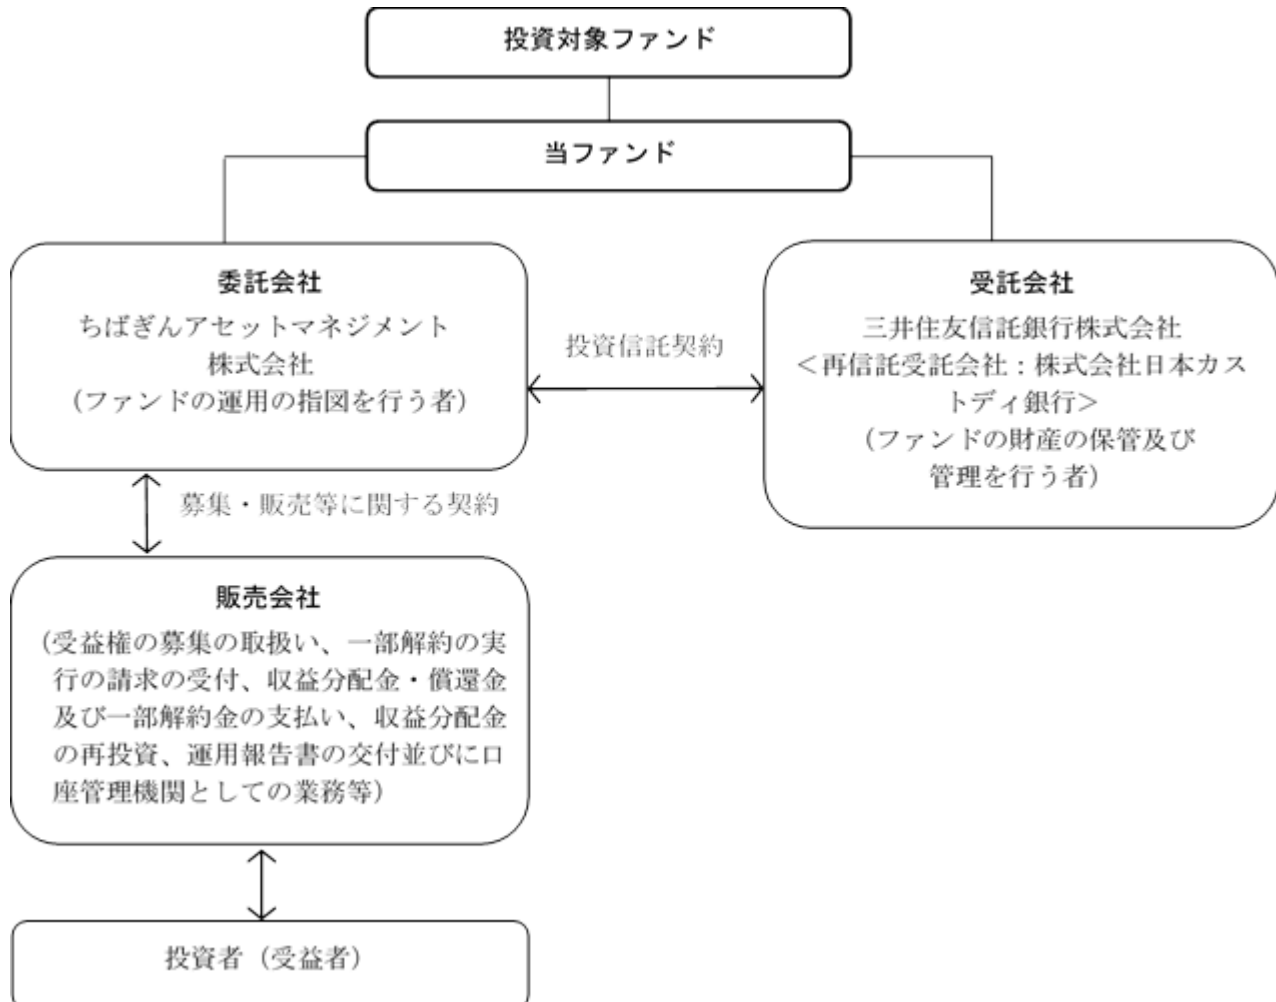 投資対象ファンド
当ファンド
委託会社
ちばぎんアセットマネジメント
株式会社
（ファンドの運用の指図を行う者）
投資信託契約
受託会社
三井住友信託銀行株式会社
＜再信託受託会社：株式会社日本カス
トディ銀行＞
（ファンドの財産の保管及び
管理を行う者）
募集・販売等に関する契約
販売会社
（受益権の募集の取扱い、一部解約の実
行の請求の受付、収益分配金・償還金
及び一部解約金の支払い、収益分配金
の再投資、運用報告書の交付並びに口
座管理機関としての業務等）
投資者（受益者）